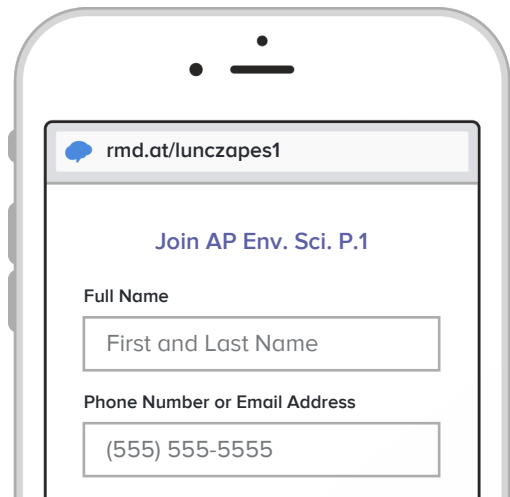 rmd.at/lunczapes1
Join AP Env. Sci. P.1
Full Name
First and Last Name
Phone Number or Email Address
(555) 555-5555